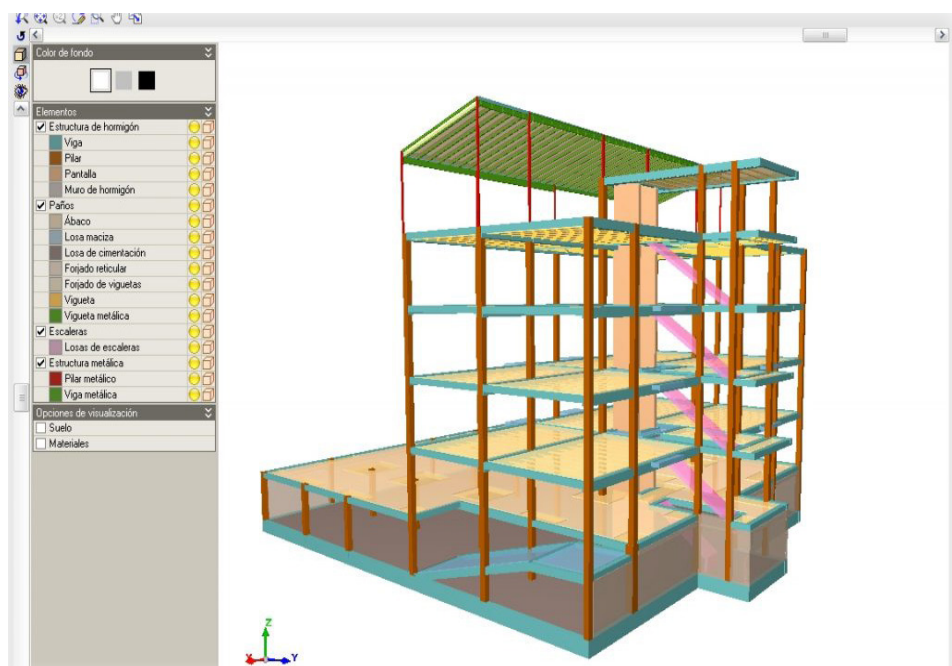 Color de fondo
Elementos
Estructura de hormigón
Viga
Pilar
Pantalla
Muro de hormigón
Paños
Ábaco
Losa maciza
Losa de cimentación
Forjado reticular
Forjado de viguetas
Vigueta
Vigueta metálica
Escaleras
Losas de escaleras
Estructura metálica
Pilar metálico
Viga metálica
Opciones de visualización
Suelo
Materiales
Z
X Y